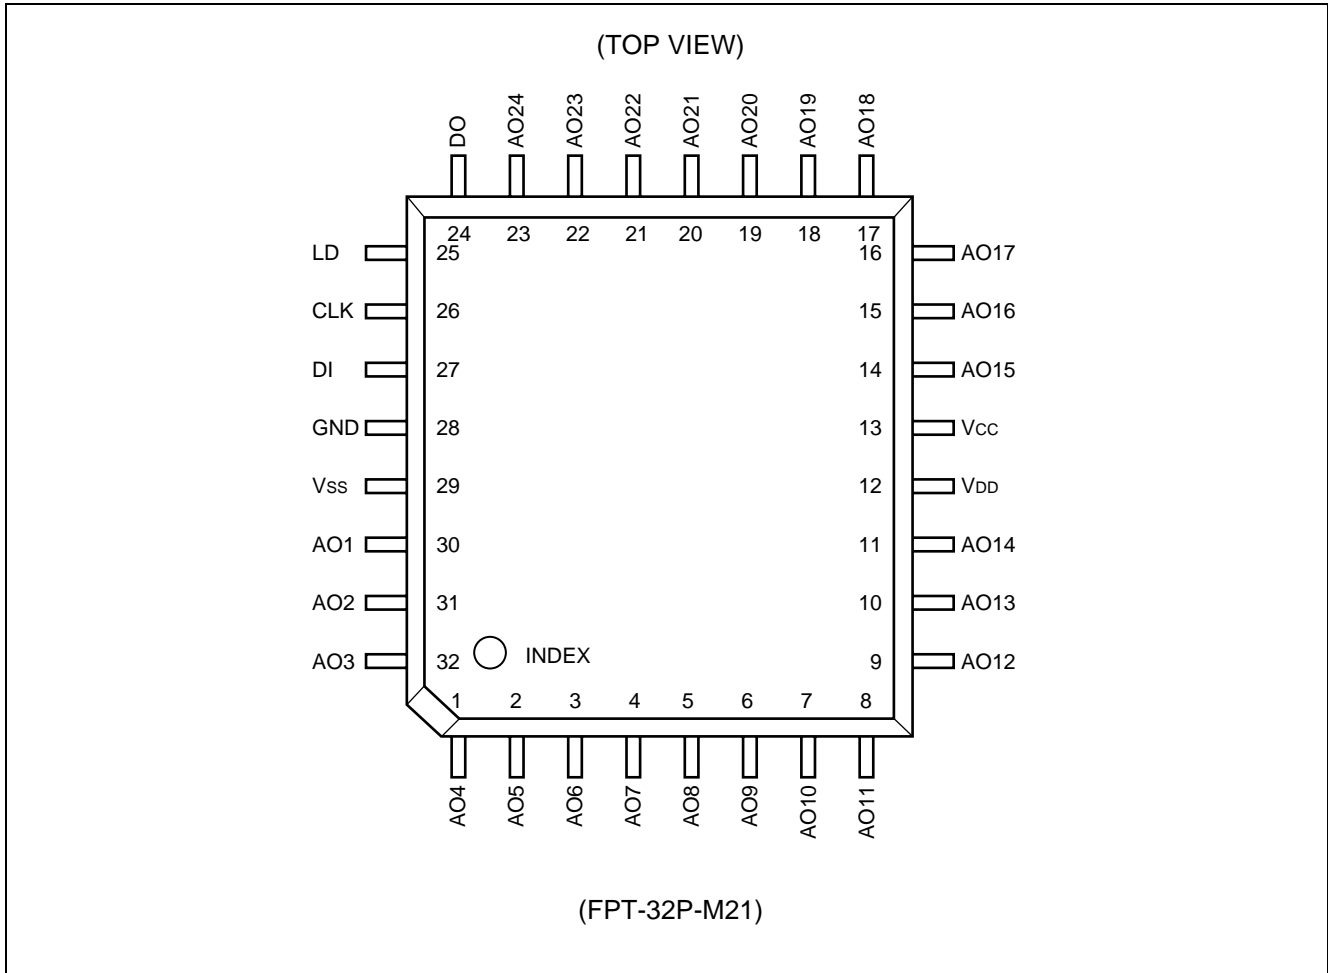 (TOP VIEW)
DO AO24 AO23 AO22 AO21 AO20 AO19 AO18
24 23 22 21 20 19 18 17
LD 25 16 AO17
CLK 26 15 AO16
DI 27 14 AO15
GND 28 13 VCC
VSS 29 12 VDD
AO1 30 11 AO14
AO2 31 10 AO13
AO3 32 INDEX 9 AO12
1 2 3 4 5 6 7 8
AO4 AO5 AO6 AO7 AO8 AO9 AO10 AO11
(FPT-32P-M21)